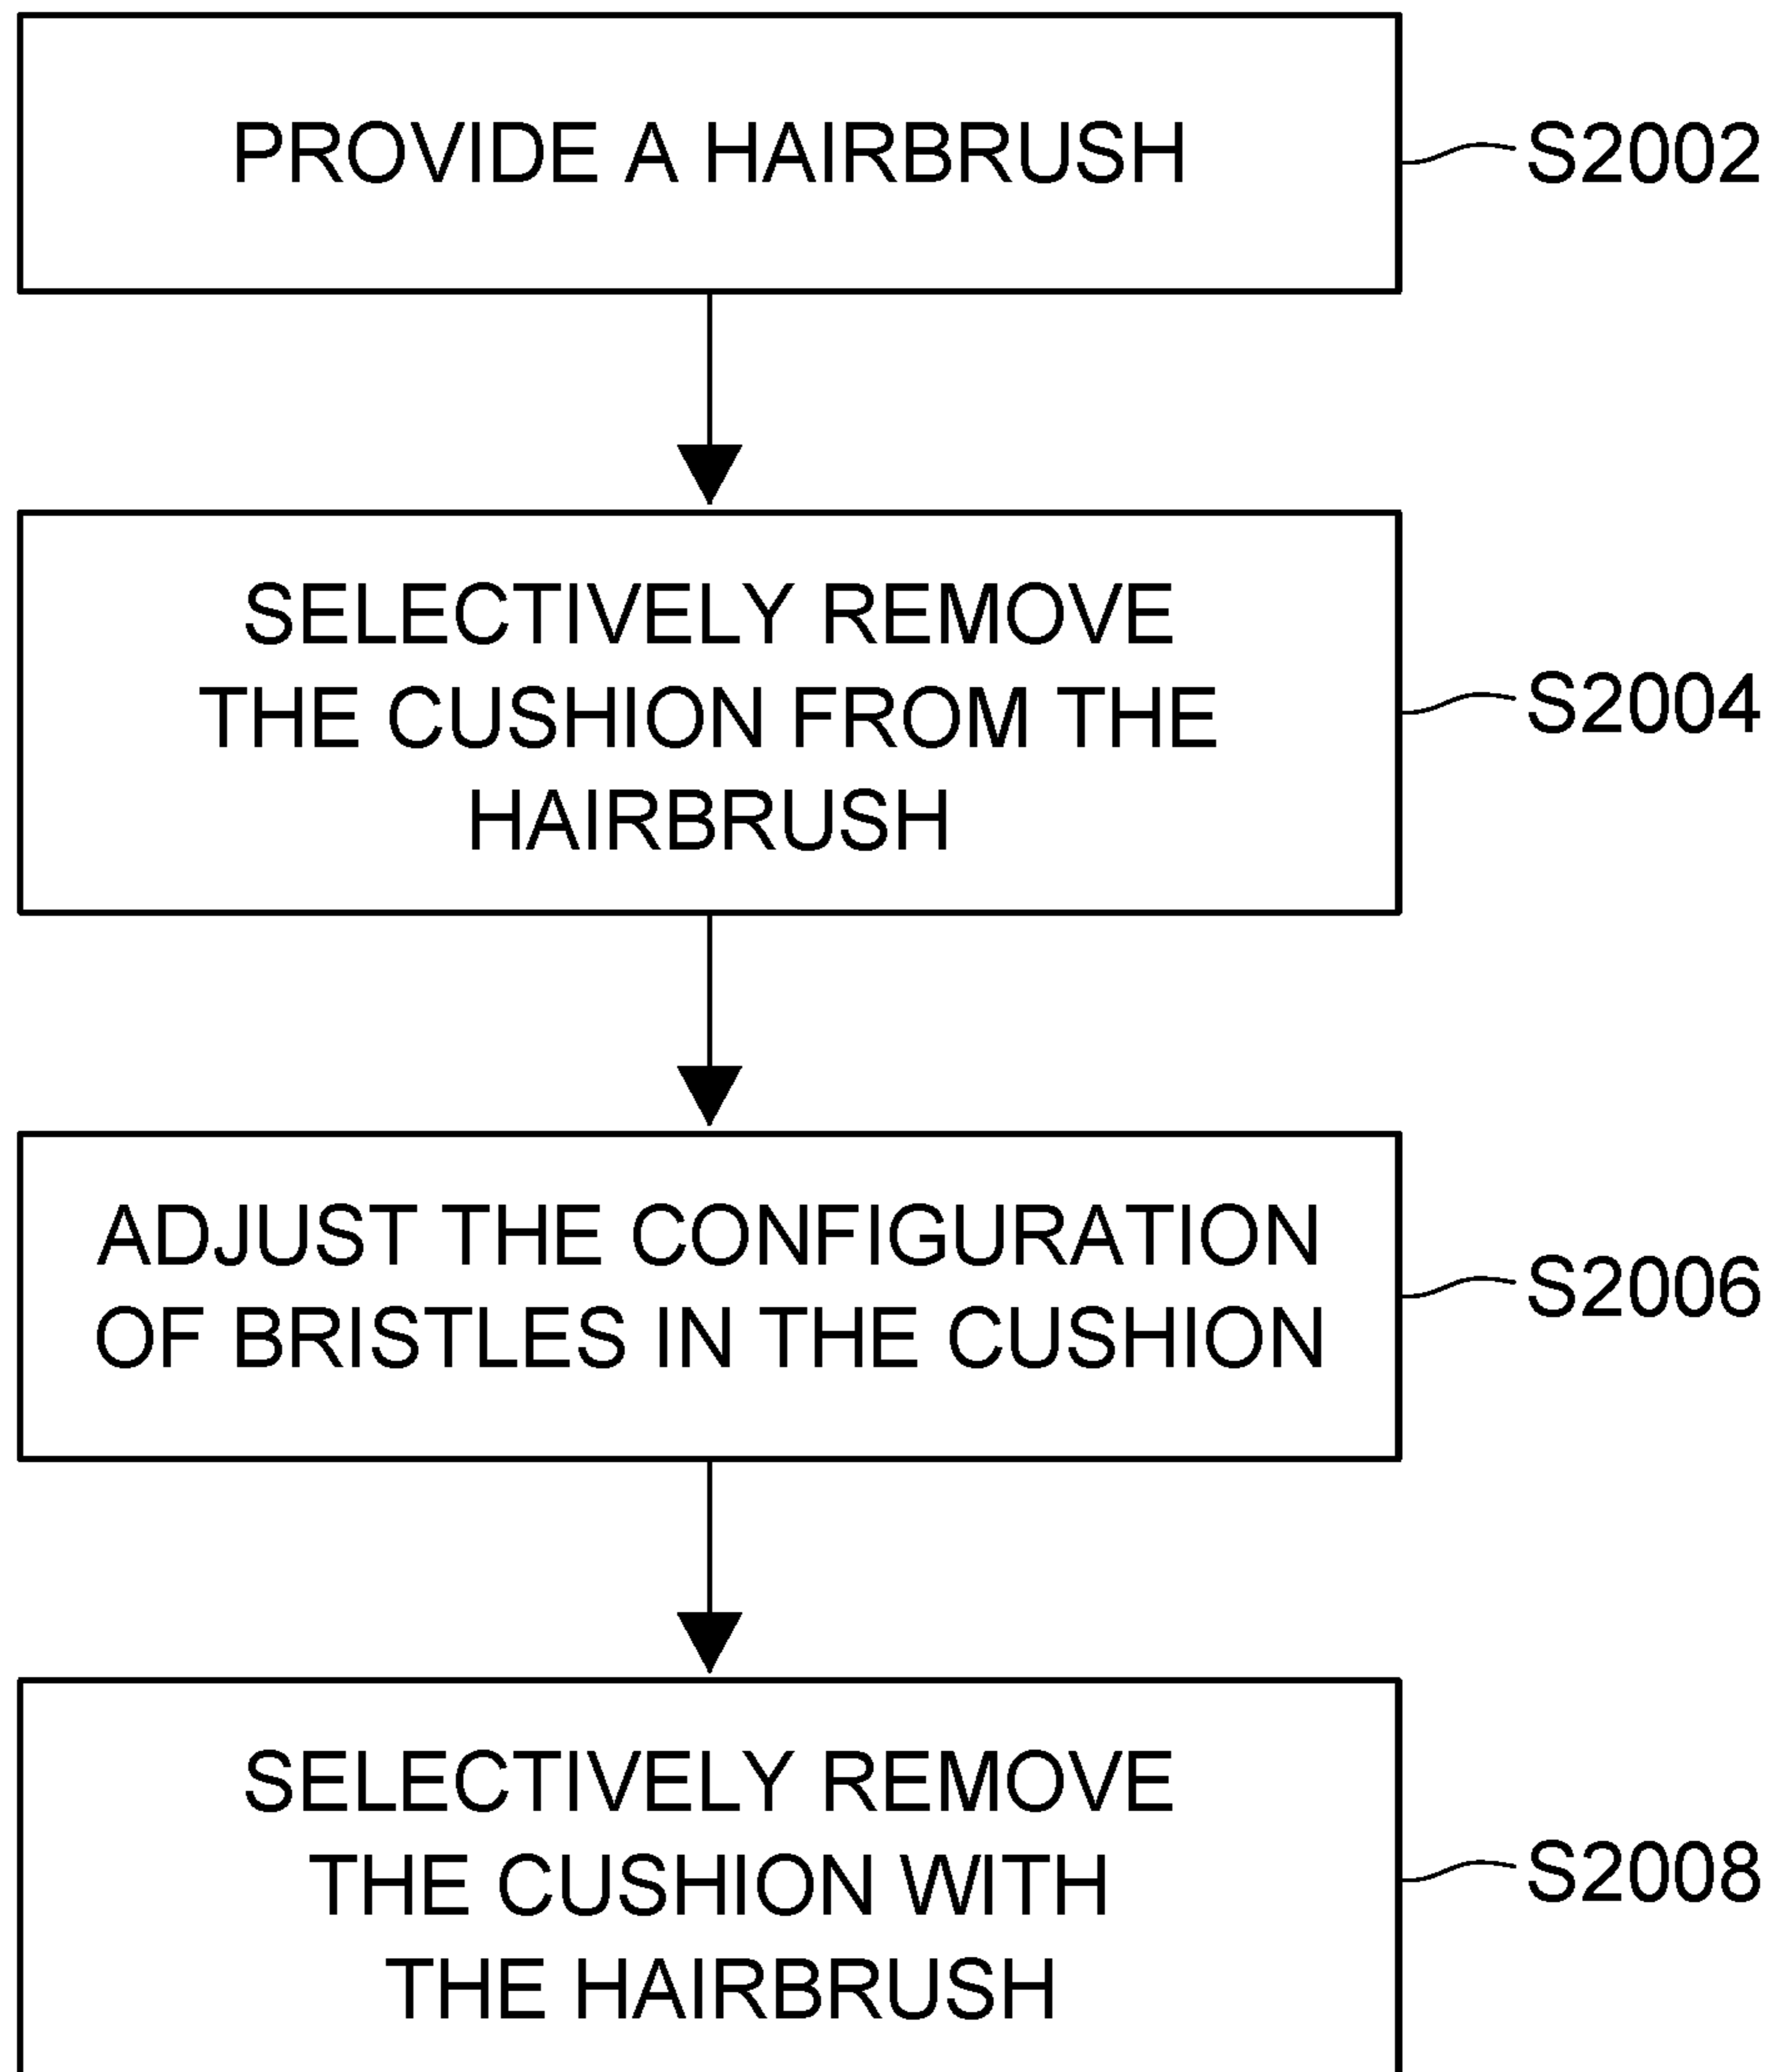 PROVIDE A HAIRBRUSH
S2002
SELECTIVELY REMOVE
THE CUSHION FROM THE
HAIRBRUSH
S2004
ADJUST THE CONFIGURATION
OF BRISTLES IN THE CUSHION
S2006
SELECTIVELY REMOVE
THE CUSHION WITH
THE HAIRBRUSH
S2008